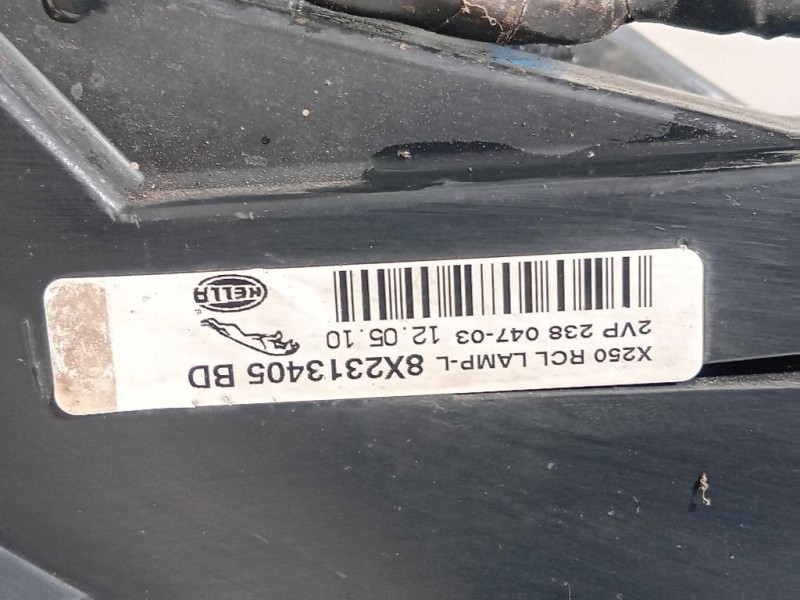 X250 RCL LAMP-L 8X2313405 BD
2VP 238 047-03 12.05.10
HELLA